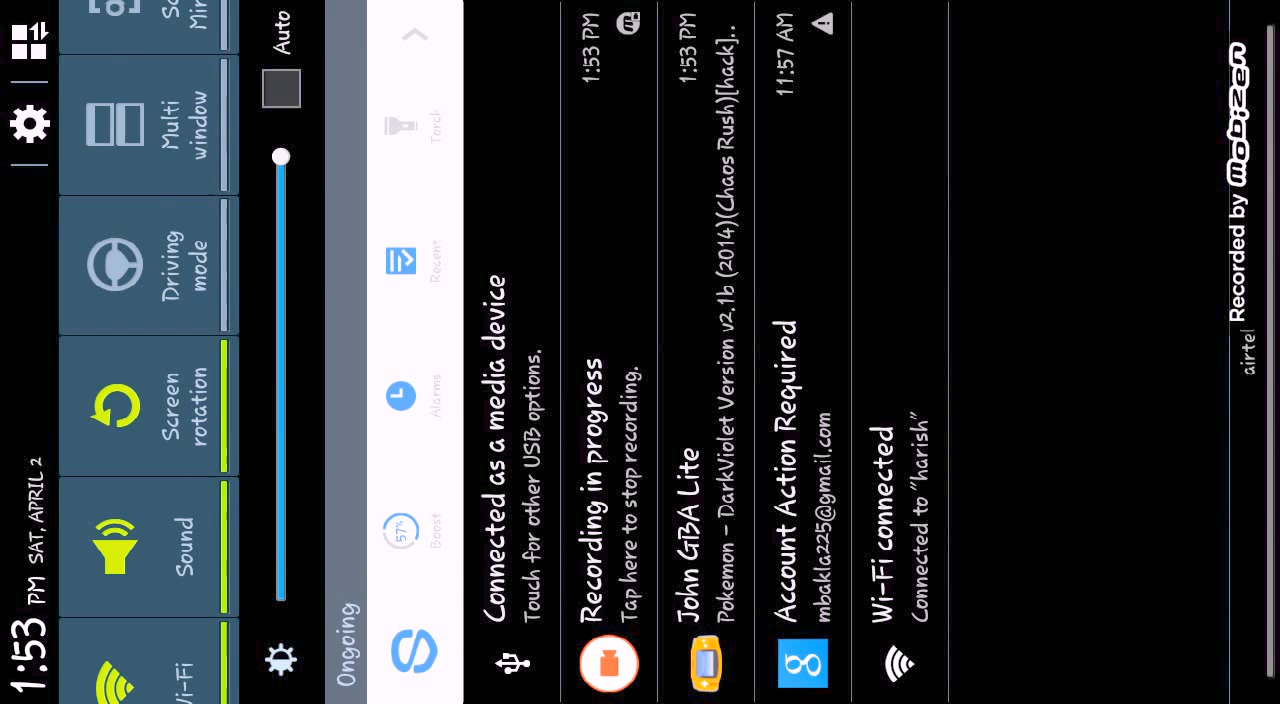 1:53 PM SAT, APRIL 2
Wi-Fi
Sound
Screen
rotation
Driving
mode
Multi
window
Auto
Ongoing
57%
Boost
Alarms
Recent
Torch
Connected as a media device
Touch for other USB options.
Recording in progress 1:53 PM
Tap here to stop recording.
John GBA Lite 1:53 PM
Pokemon - DarkViolet Version v2.1b (2014)(Chaos Rush)[hack]..
Account Action Required 11:57 AM
mbakla225@gmail.com
Wi-Fi connected
Connected to "harish"
Recorded by mobizen
airtel